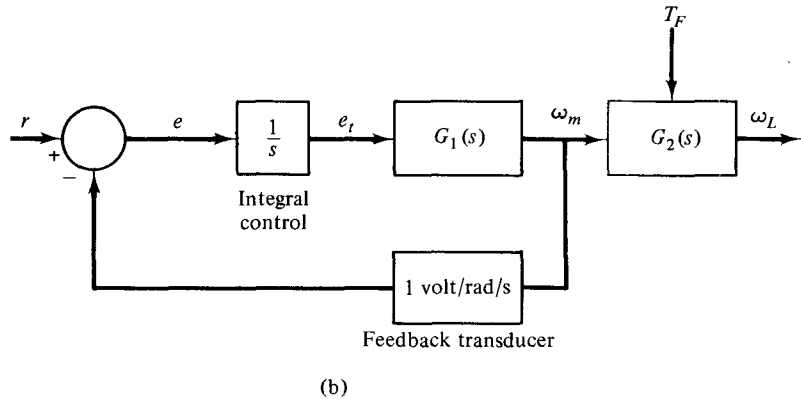 T_F
r
e
1/s
e_t
G_1(s)
ω_m
G_2(s)
ω_L
+
−
Integral
control
1 volt/rad/s
Feedback transducer
(b)